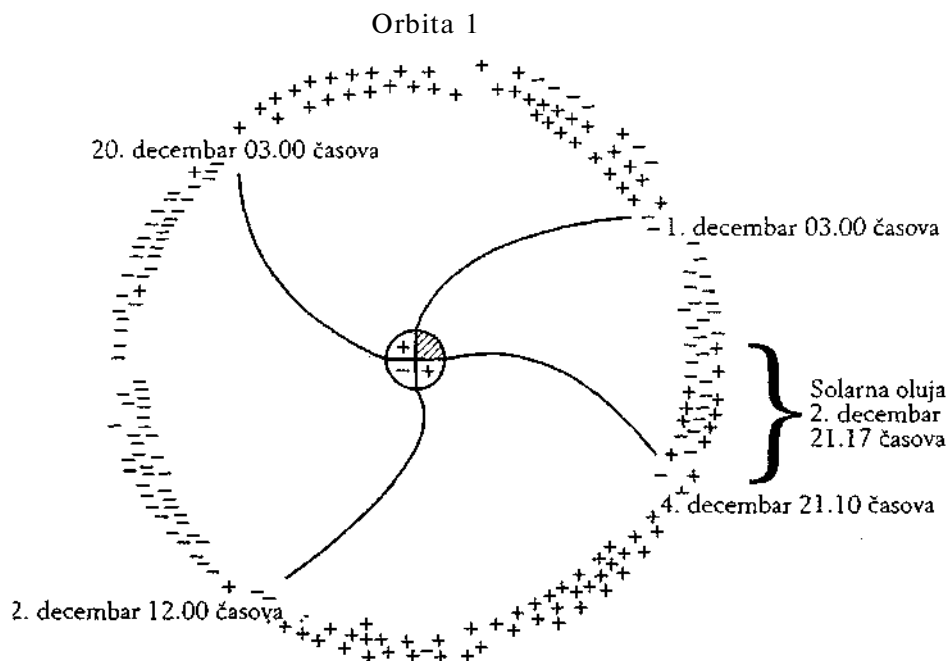 Orbita 1
20. decembar 03.00 časova
1. decembar 03.00 časova
Solarna oluja
2. decembar
21.17 časova
4. decembar 21.10 časova
2. decembar 12.00 časova